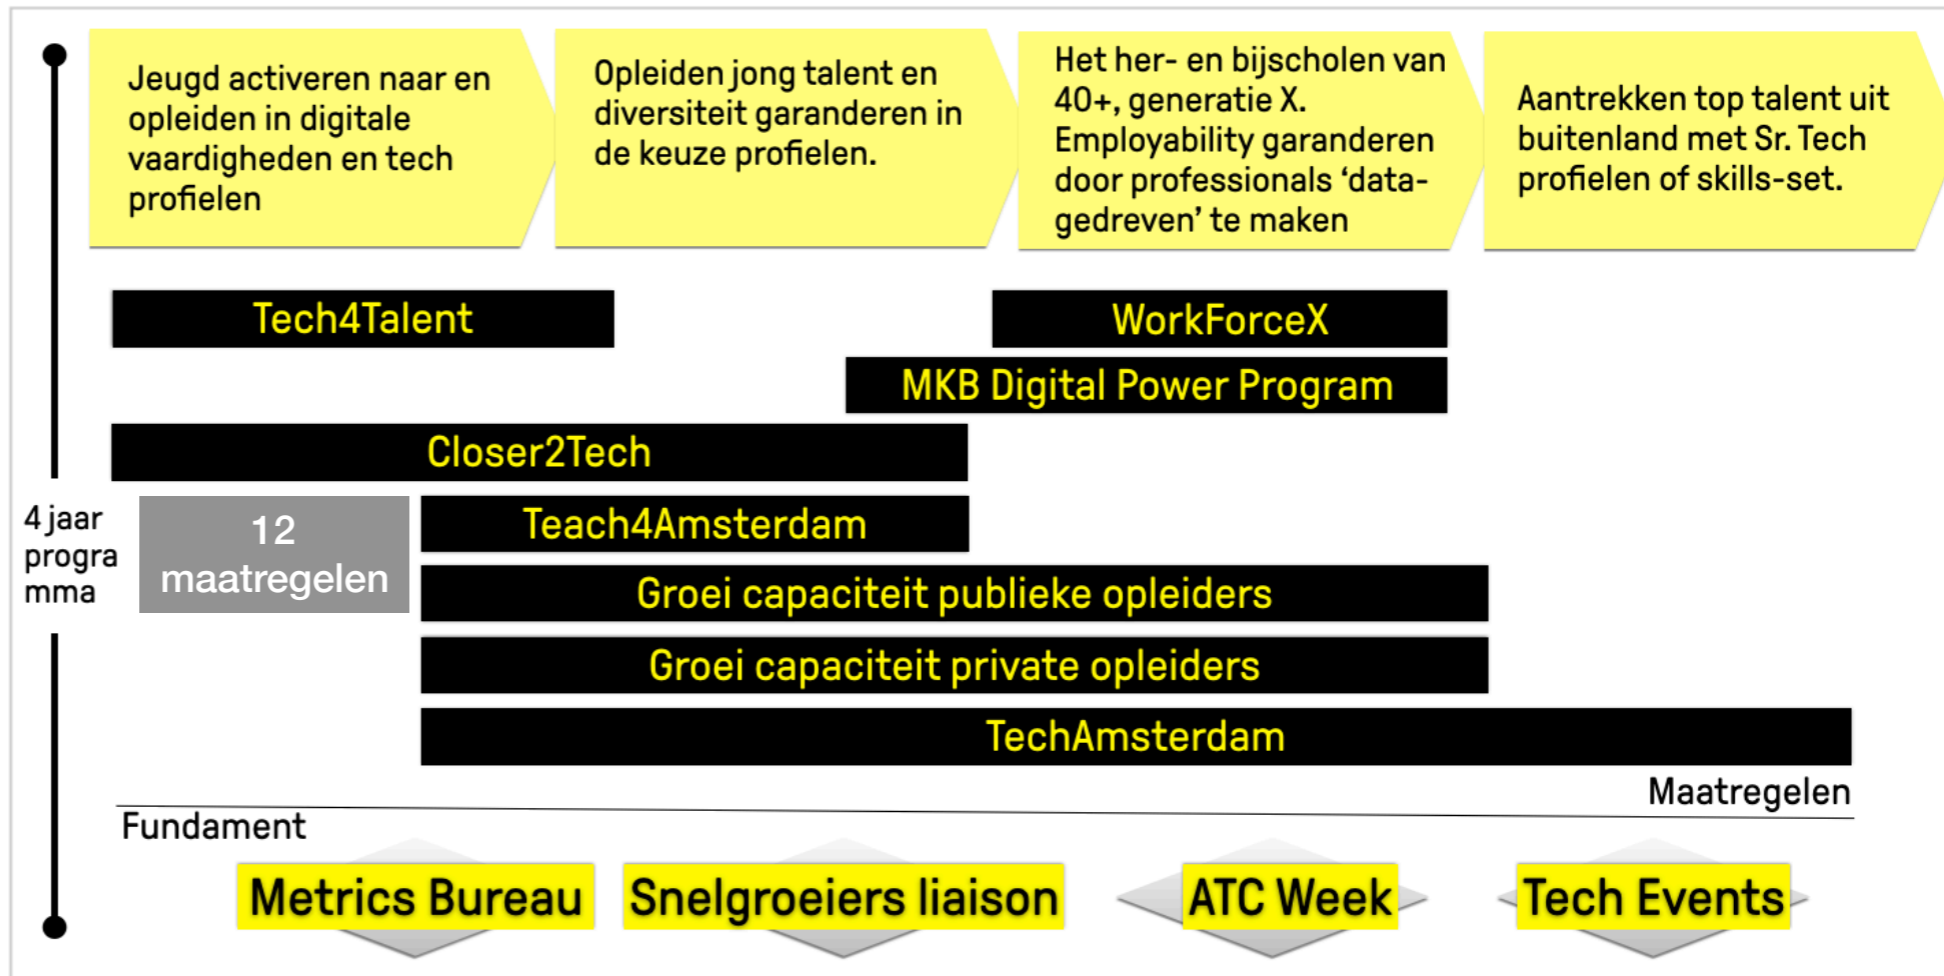 Jeugd activeren naar en
opleiden in digitale
vaardigheden en tech
profielen
Opleiden jong talent en
diversiteit garanderen in
de keuze profielen.
Het her- en bijscholen van
40+, generatie X.
Employability garanderen
door professionals ‘data-
gedreven’ te maken
Aantrekken top talent uit
buitenland met Sr. Tech
profielen of skills-set.
Tech4Talent
WorkForceX
MKB Digital Power Program
Closer2Tech
4 jaar
progra
mma
12
maatregelen
Teach4Amsterdam
Groei capaciteit publieke opleiders
Groei capaciteit private opleiders
TechAmsterdam
Maatregelen
Fundament
Metrics Bureau
Snelgroeiers liaison
ATC Week
Tech Events